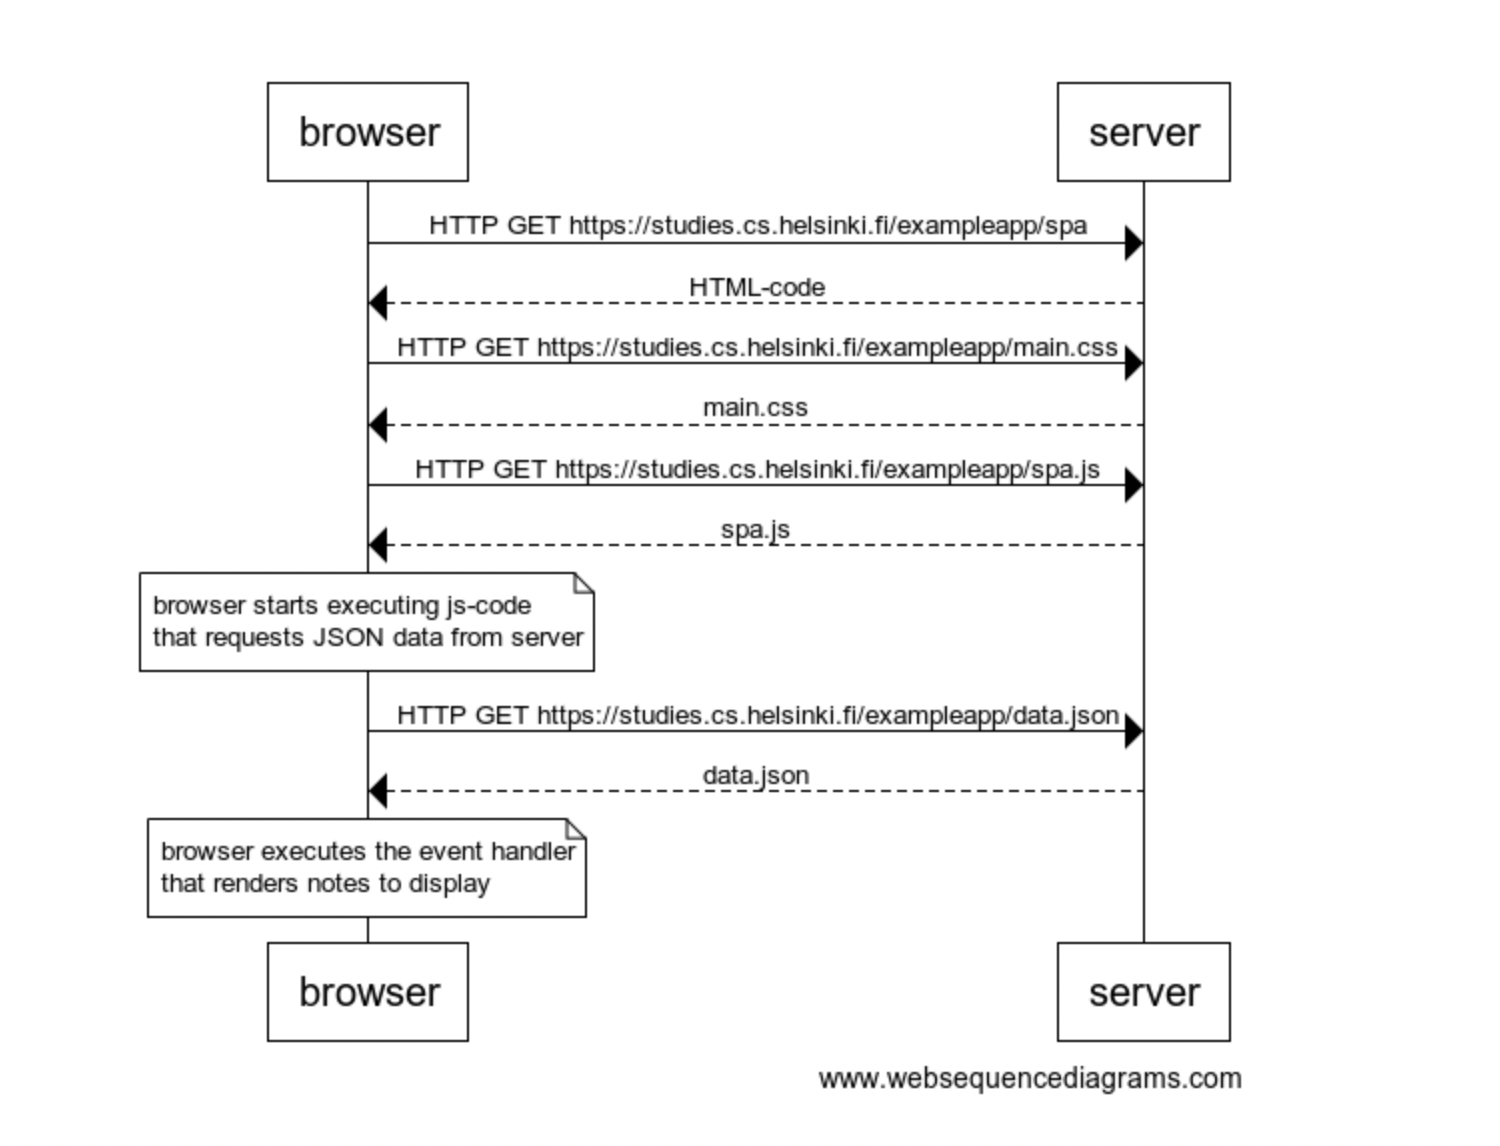 browser
server
HTTP GET https://studies.cs.helsinki.fi/exampleapp/spa
HTML-code
HTTP GET https://studies.cs.helsinki.fi/exampleapp/main.css
main.css
HTTP GET https://studies.cs.helsinki.fi/exampleapp/spa.js
spa.js
browser starts executing js-code
that requests JSON data from server
HTTP GET https://studies.cs.helsinki.fi/exampleapp/data.json
data.json
browser executes the event handler
that renders notes to display
browser
server
www.websequencediagrams.com